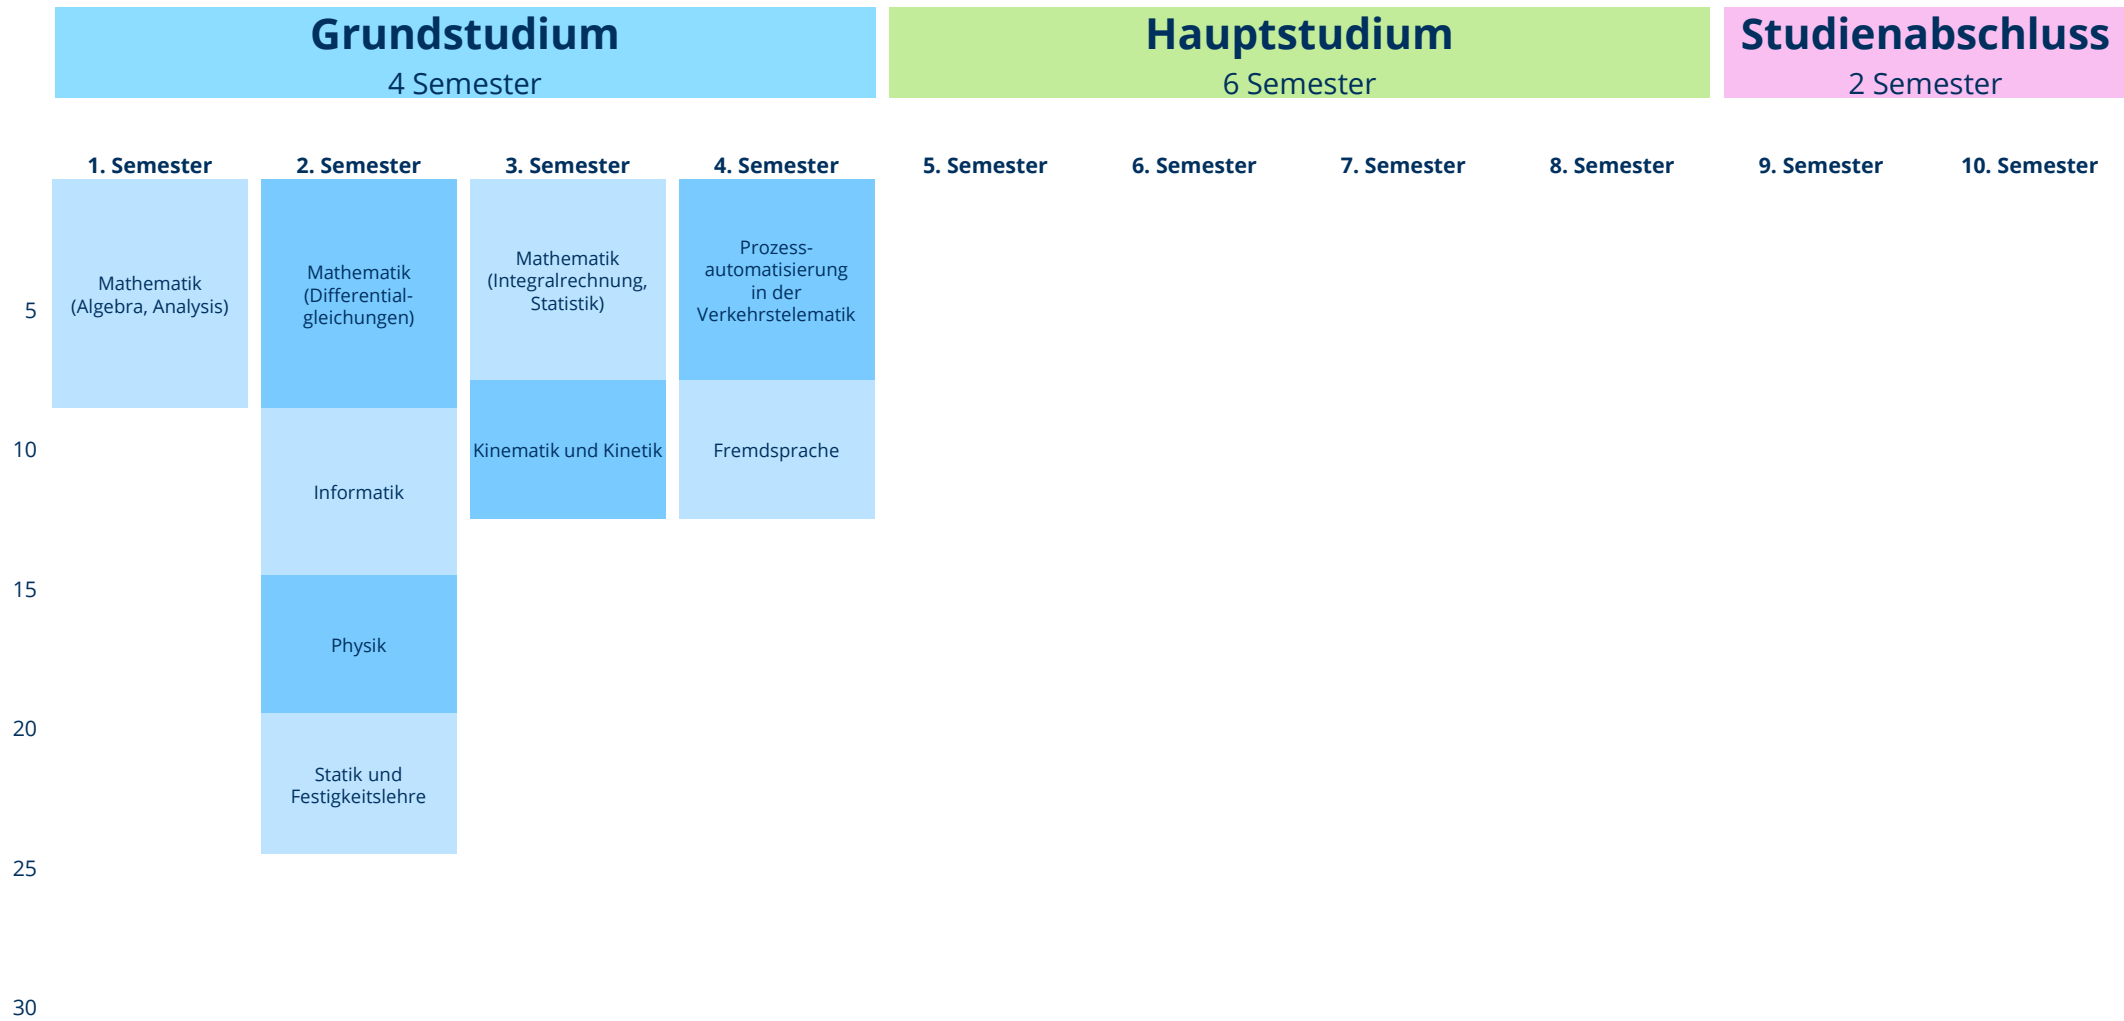 Grundstudium
4 Semester
Hauptstudium
6 Semester
Studienabschluss
2 Semester
1. Semester
2. Semester
3. Semester
4. Semester
5. Semester
6. Semester
7. Semester
8. Semester
9. Semester
10. Semester
Mathematik
(Algebra, Analysis)
Mathematik
(Differential-
gleichungen)
Informatik
Physik
Statik und
Festigkeitslehre
Mathematik
(Integralrechnung,
Statistik)
Kinematik und Kinetik
Prozess-
automatisierung
in der
Verkehrstelematik
Fremdsprache
5
10
15
20
25
30